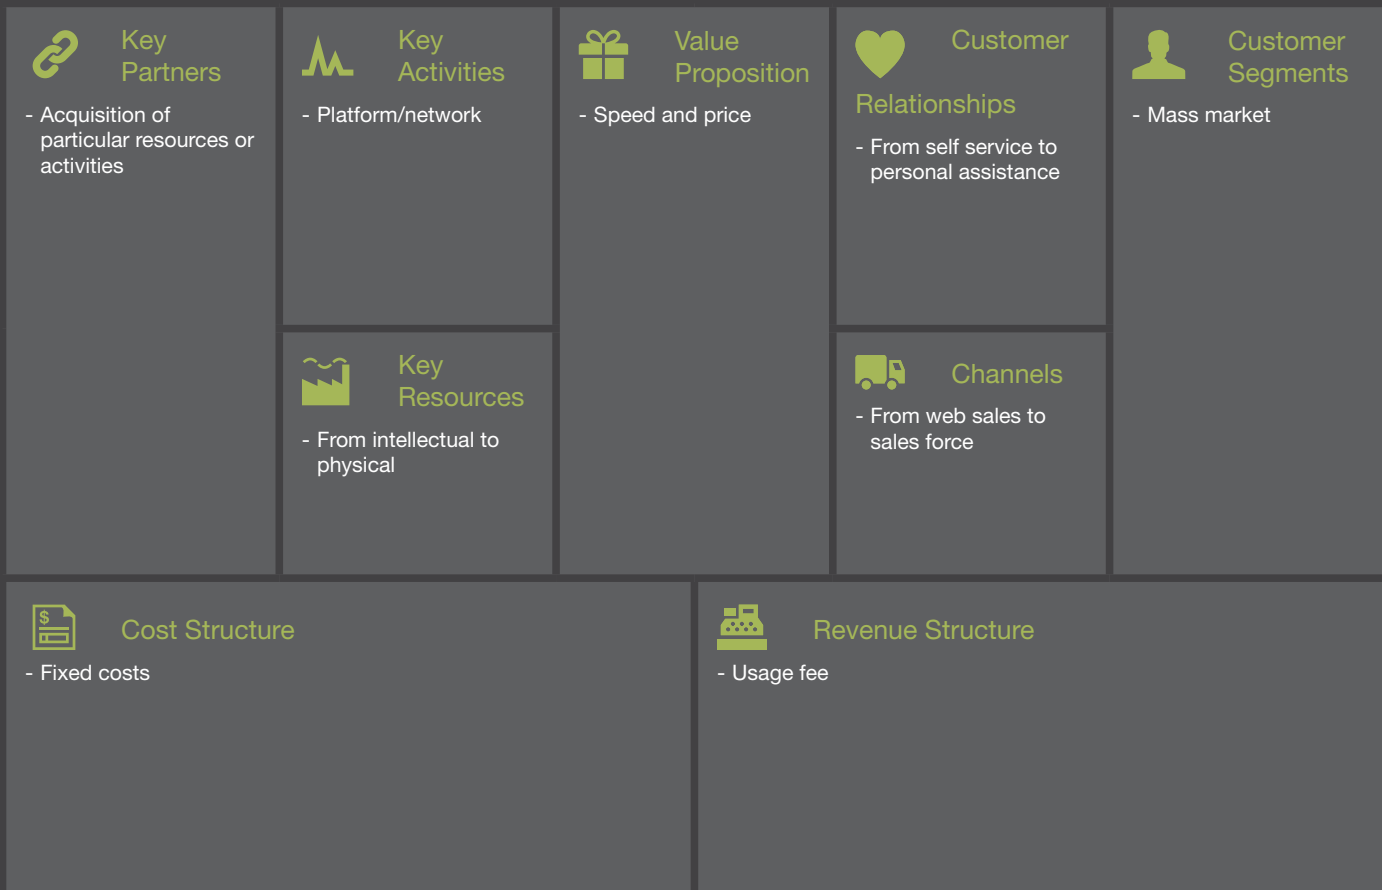 Key
Partners
- Acquisition of
particular resources or
activities
Key
Activities
- Platform/network
Key
Resources
- From intellectual to
physical
Value
Proposition
- Speed and price
Customer
Relationships
- From self service to
personal assistance
Channels
- From web sales to
sales force
Customer
Segments
- Mass market
$
Cost Structure
- Fixed costs
Revenue Structure
- Usage fee